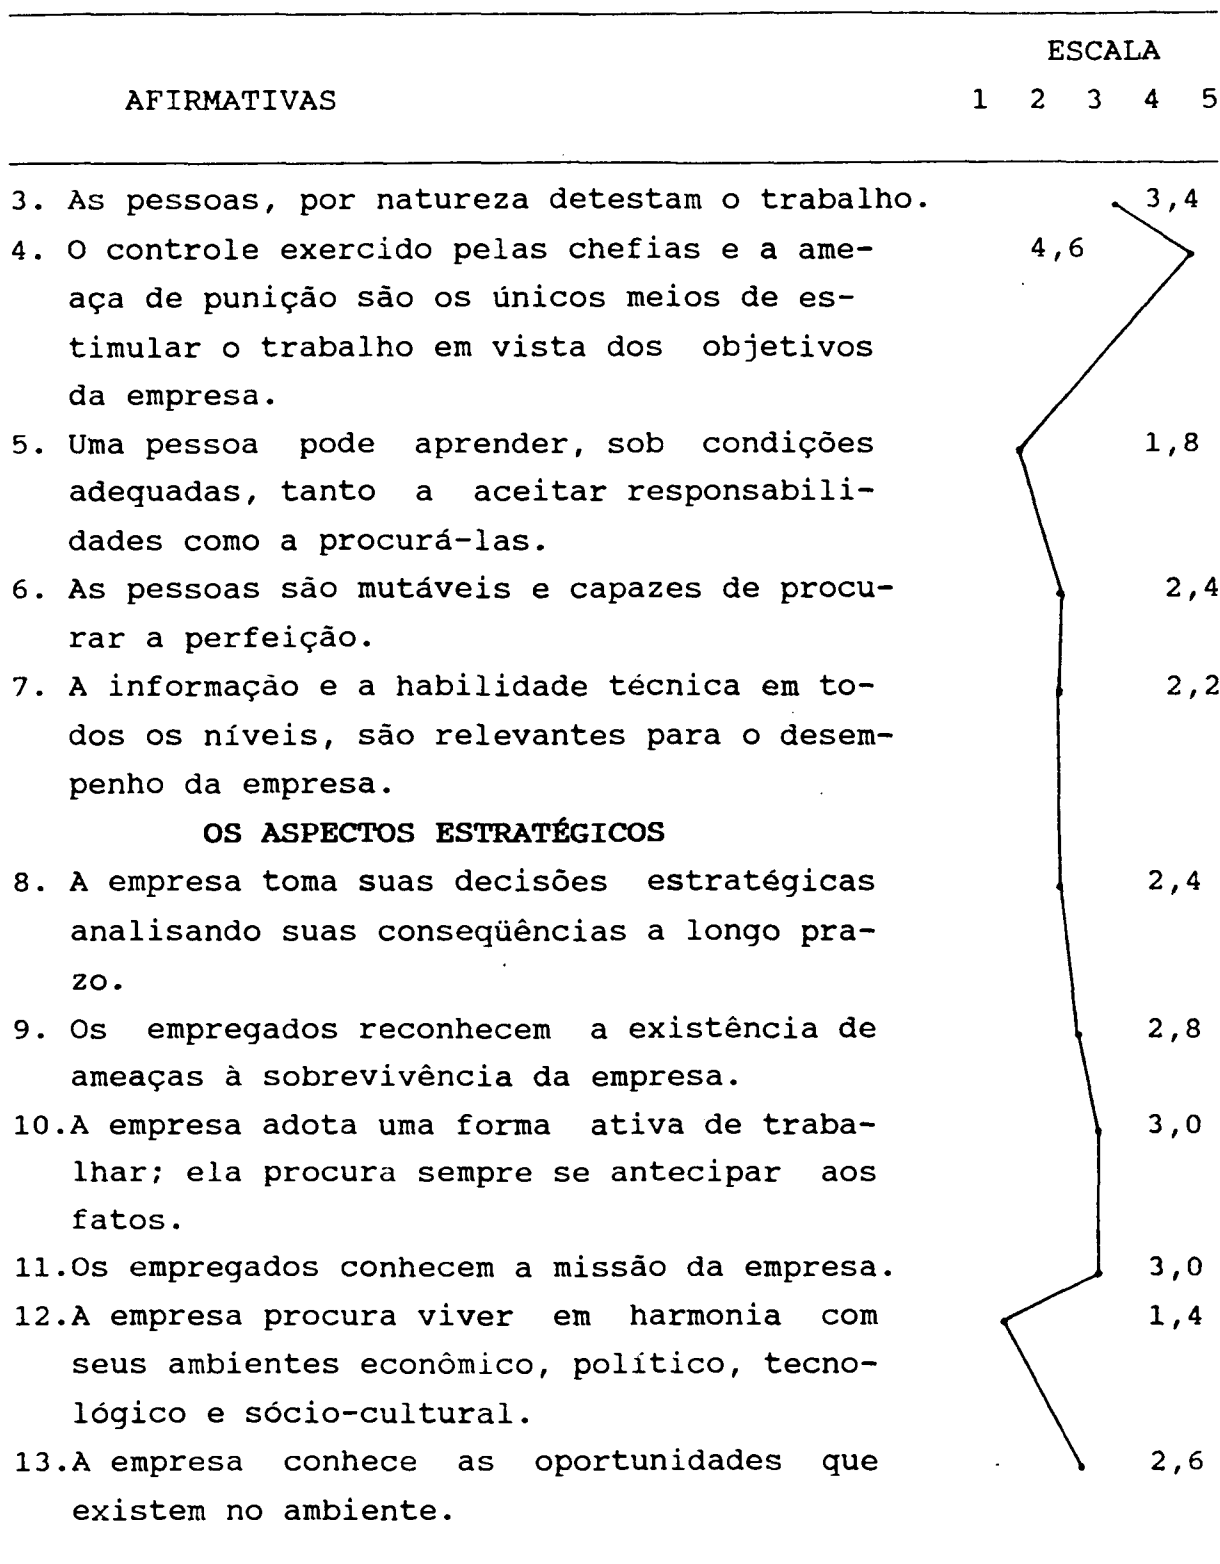 ESCALA
AFIRMATIVAS 1 2 3 4 5
3. As pessoas, por natureza detestam o trabalho. 3,4
4. O controle exercido pelas chefias e a ame- 4,6
aça de punição são os únicos meios de es-
timular o trabalho em vista dos objetivos
da empresa.
5. Uma pessoa pode aprender, sob condições 1,8
adequadas, tanto a aceitar responsabili-
dades como a procurá-las.
6. As pessoas são mutáveis e capazes de procu- 2,4
rar a perfeição.
7. A informação e a habilidade técnica em to- 2,2
dos os níveis, são relevantes para o desem-
penho da empresa.
OS ASPECTOS ESTRATÉGICOS
8. A empresa toma suas decisões estratégicas 2,4
analisando suas conseqüências a longo pra-
zo.
9. Os empregados reconhecem a existência de 2,8
ameaças à sobrevivência da empresa.
10.A empresa adota uma forma ativa de traba- 3,0
lhar; ela procura sempre se antecipar aos
fatos.
11.Os empregados conhecem a missão da empresa. 3,0
12.A empresa procura viver em harmonia com 1,4
seus ambientes econômico, político, tecno-
lógico e sócio-cultural.
13.A empresa conhece as oportunidades que 2,6
existem no ambiente.